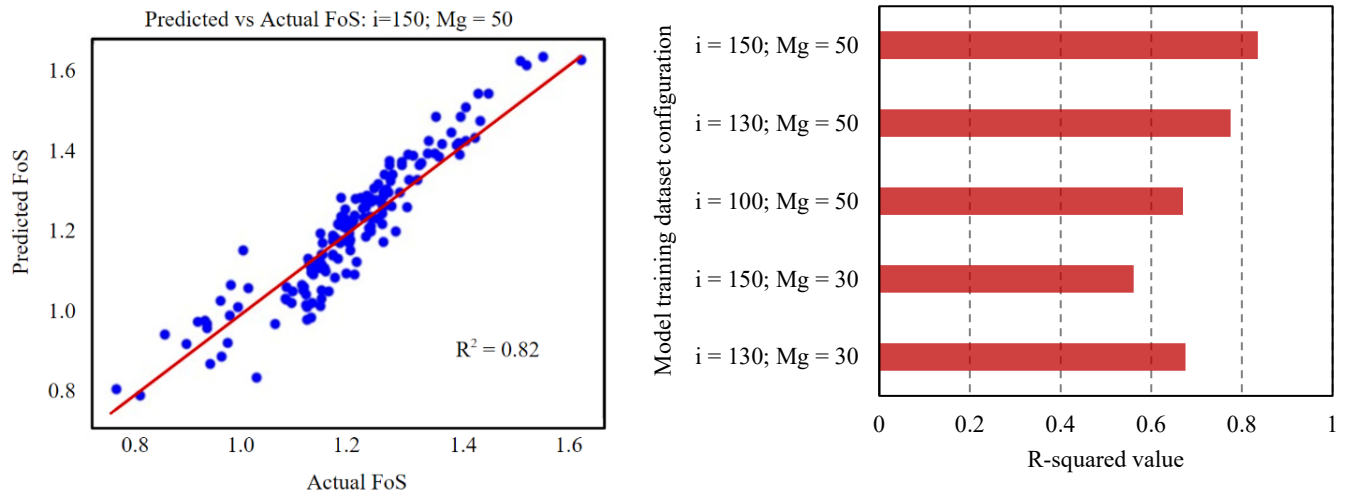 Predicted vs Actual FoS: i=150; Mg = 50
Predicted FoS
1.6
1.4
1.2
1.0
0.8
R² = 0.82
0.8 1.0 1.2 1.4 1.6
Actual FoS
Model training dataset configuration
i = 150; Mg = 50
i = 130; Mg = 50
i = 100; Mg = 50
i = 150; Mg = 30
i = 130; Mg = 30
0 0.2 0.4 0.6 0.8 1
R-squared value